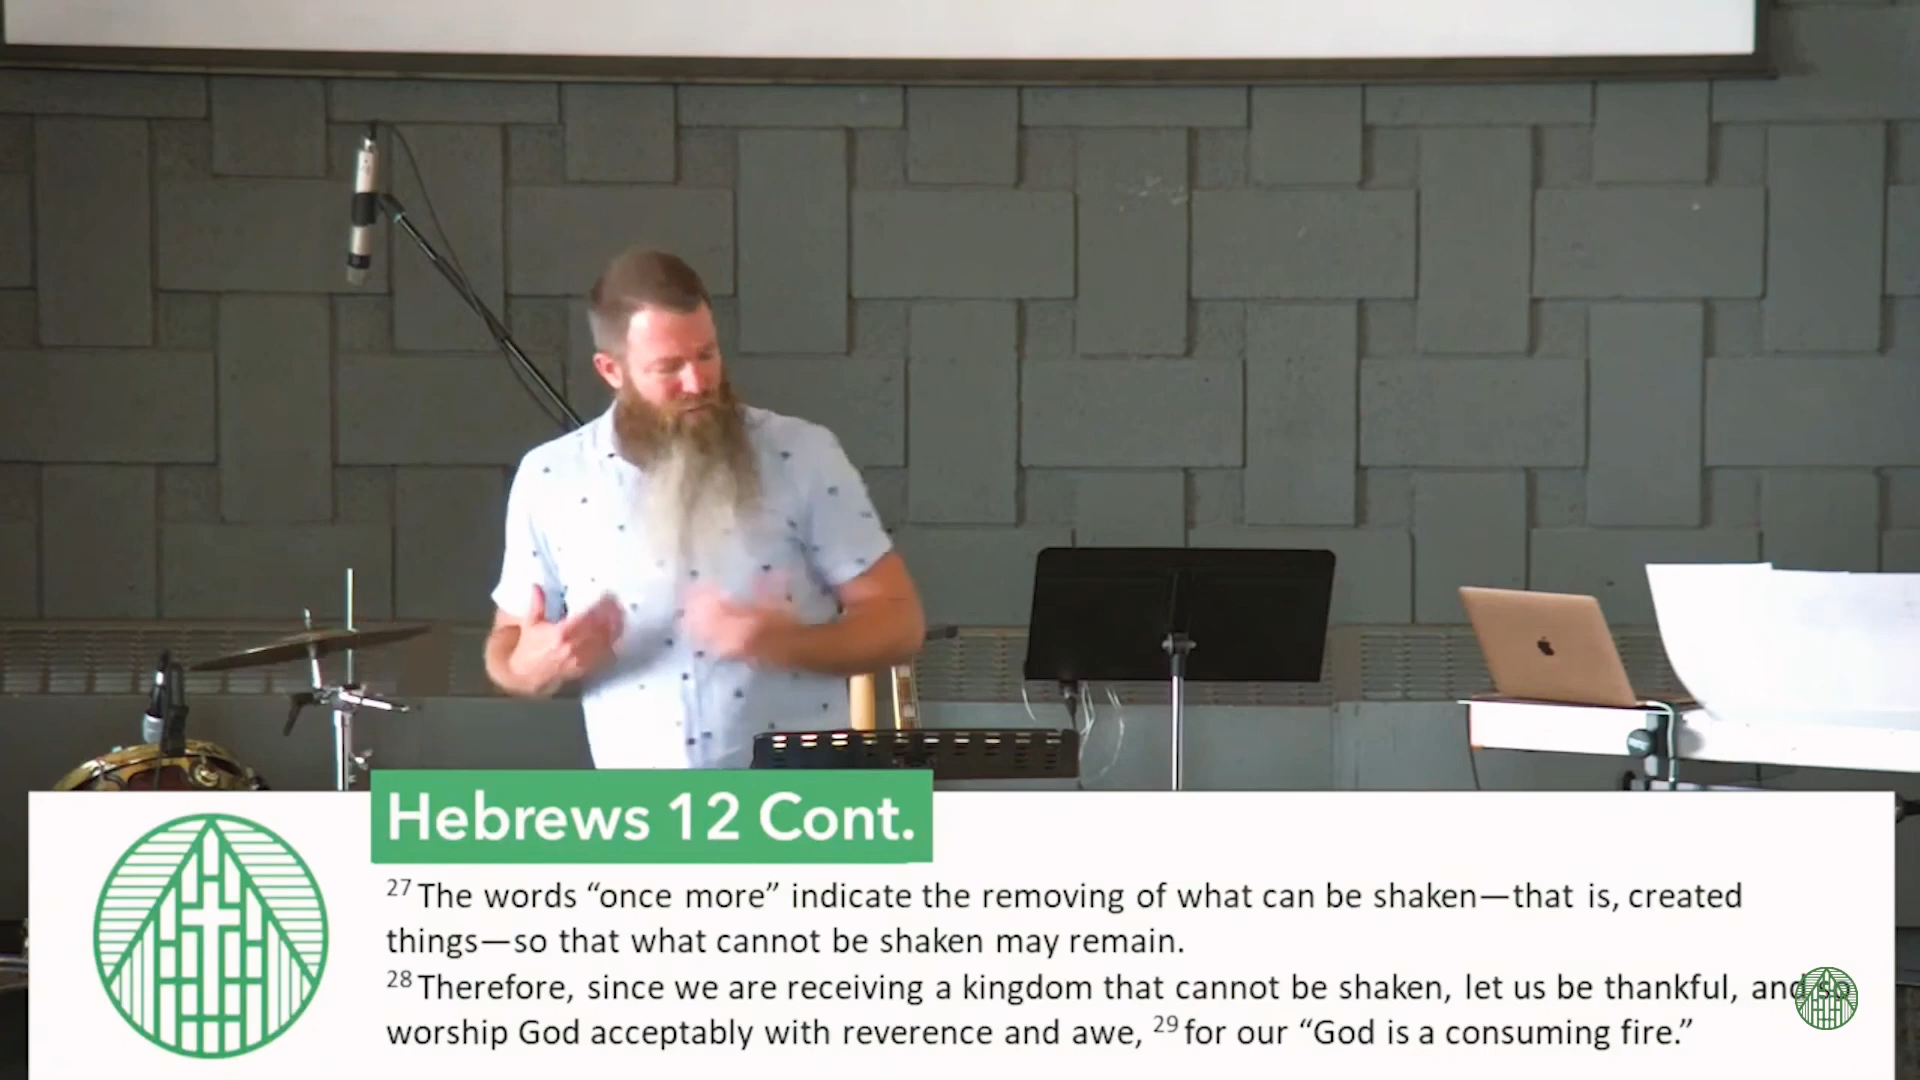 Hebrews 12 Cont.
27 The words “once more” indicate the removing of what can be shaken—that is, created
things—so that what cannot be shaken may remain.
28 Therefore, since we are receiving a kingdom that cannot be shaken, let us be thankful, and so
worship God acceptably with reverence and awe, 29 for our “God is a consuming fire.”